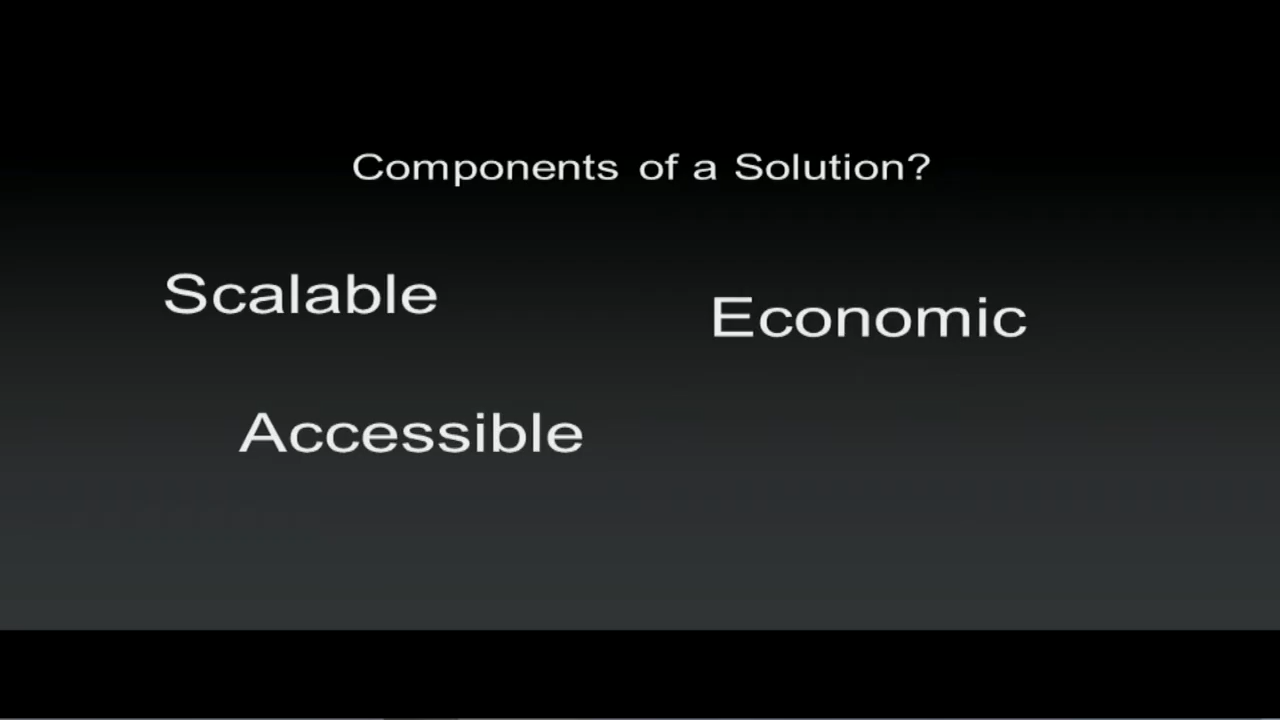 Components of a Solution?
Scalable
Economic
Accessible